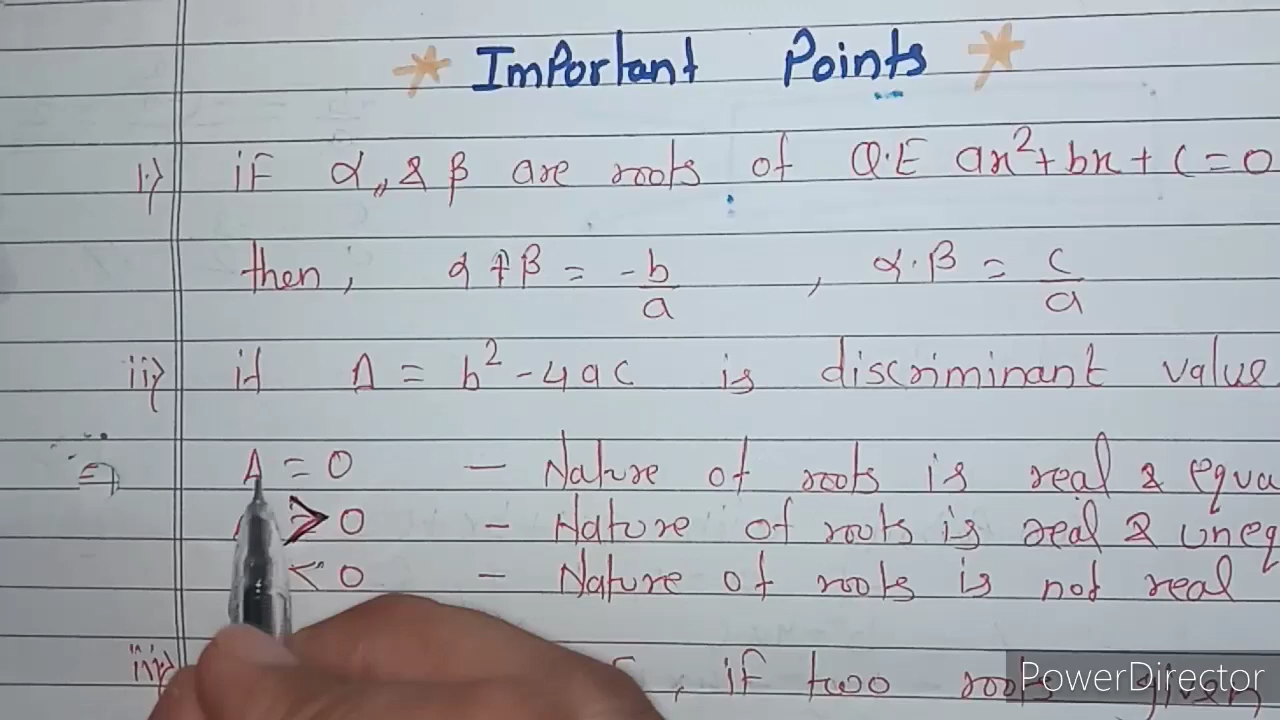 * Important Points *
i) if α, & β are roots of Q.E ax²+bx+c=0
then, α+β = -b/a , α.β = c/a
ii) if Δ = b²-4ac is discriminant value
⇒ Δ = 0 - Nature of roots is real & equa
> 0 - Nature of roots is real & uneq
< 0 - Nature of roots is not real
iii) , if two roots given
PowerDirector